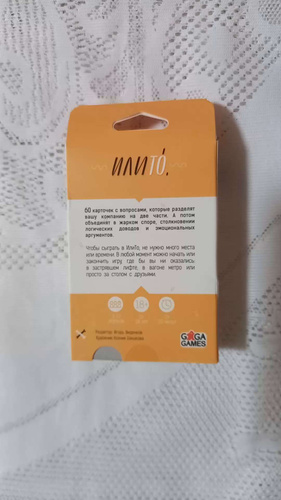 ИЛИТО.
60 карточек с вопросами, которые разделят
вашу компанию на две части. А потом
объединят в жарком споре, столкновении
логических доводов и эмоциональных
аргументов.
Чтобы сыграть в ИлиТо, не нужно много места
или времени. В любой момент можно начать или
закончить игру, где бы вы ни оказались:
в застрявшем лифте, в вагоне метро или
просто за столом с друзьями.
18+
GAGA
GAMES